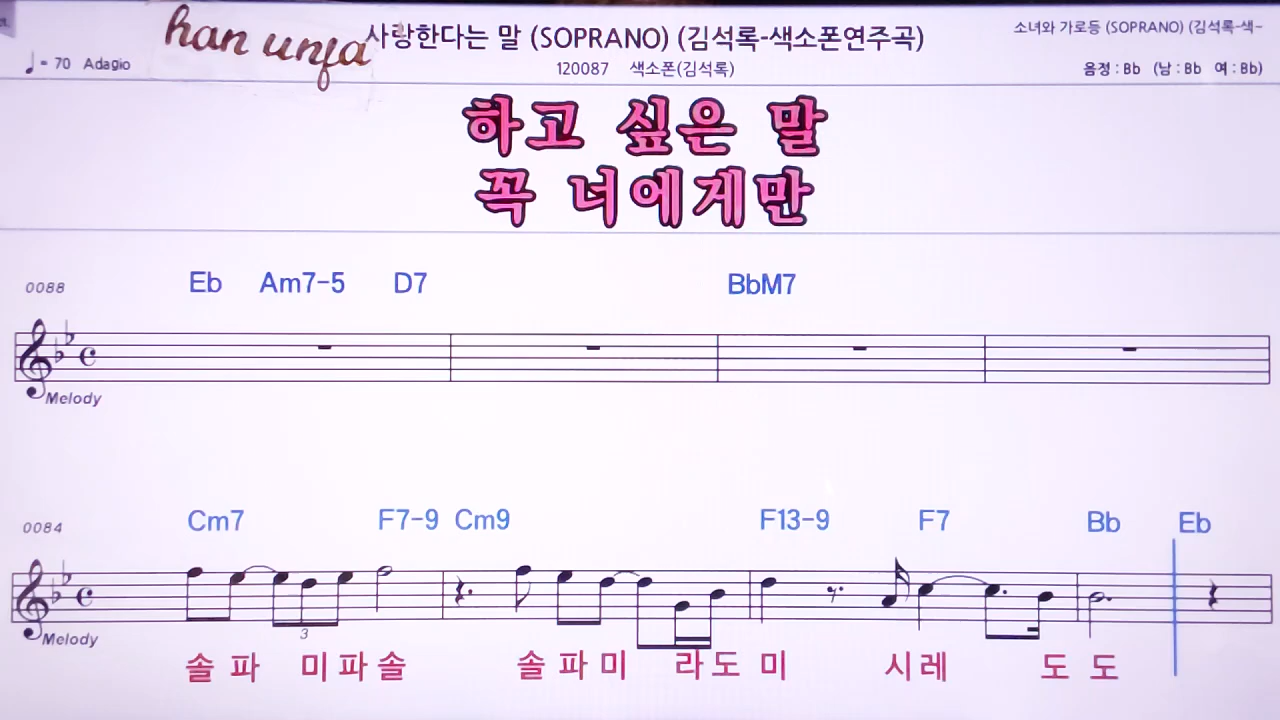 han unfa
사랑한다는 말 (SOPRANO) (김석록-색소폰연주곡)
소녀와 가로등 (SOPRANO) (김석록-색-
♩= 70 Adagio
120087 색소폰(김석록)
음정 : Bb (남 : Bb 여 : Bb)
하고 싶은 말
꼭 너에게만
0088
Eb Am7-5 D7 BbM7
Melody
0084
Cm7 F7-9 Cm9 F13-9 F7 Bb Eb
3
Melody
솔 파 미 파 솔 솔 파 미 라 도 미 시 레 도 도